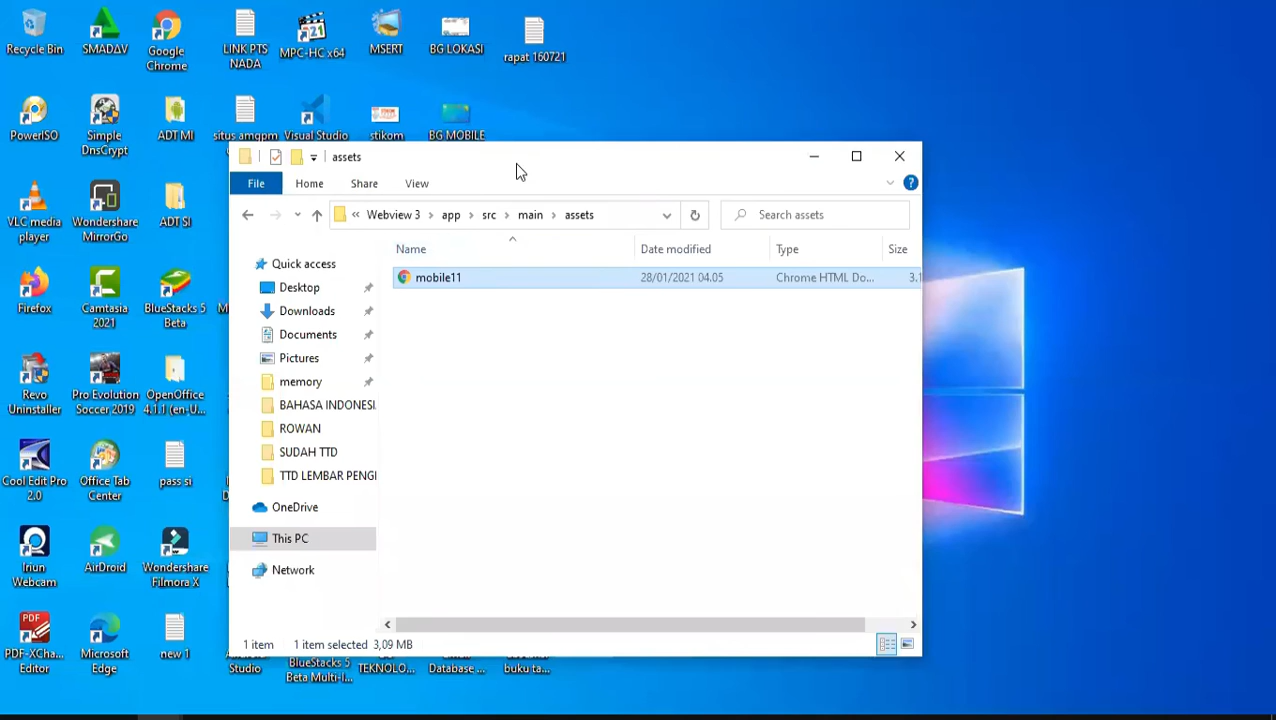 Recycle Bin
SMADAV
Google
Chrome
LINK PTS
NADA
MPC-HC x64
MSERT
BG LOKASI
rapat 160721
PowerISO
Simple
DnsCrypt
ADT MI
situs amgpm
Visual Studio
stikom
BG MOBILE
VLC media
player
Wondershare
MirrorGo
ADT SI
Firefox
Camtasia
2021
BlueStacks 5
Beta
Revo
Uninstaller
Pro Evolution
Soccer 2019
OpenOffice
4.1.1 (en-U...
Cool Edit Pro
2.0
Office Tab
Center
pass si
Iriun
Webcam
AirDroid
Wondershare
Filmora X
PDF-XCha...
Editor
Microsoft
Edge
new 1
Studio
BlueStacks 5
Beta Multi-I...
TEKNOLO...
Database ...
buku ta...
assets
File
Home
Share
View
« Webview 3 › app › src › main › assets
Search assets
Name
Date modified
Type
Size
mobile11
28/01/2021 04.05
Chrome HTML Do...
3.1
Quick access
Desktop
Downloads
Documents
Pictures
memory
BAHASA INDONESI
ROWAN
SUDAH TTD
TTD LEMBAR PENGI
OneDrive
This PC
Network
1 item
1 item selected 3,09 MB